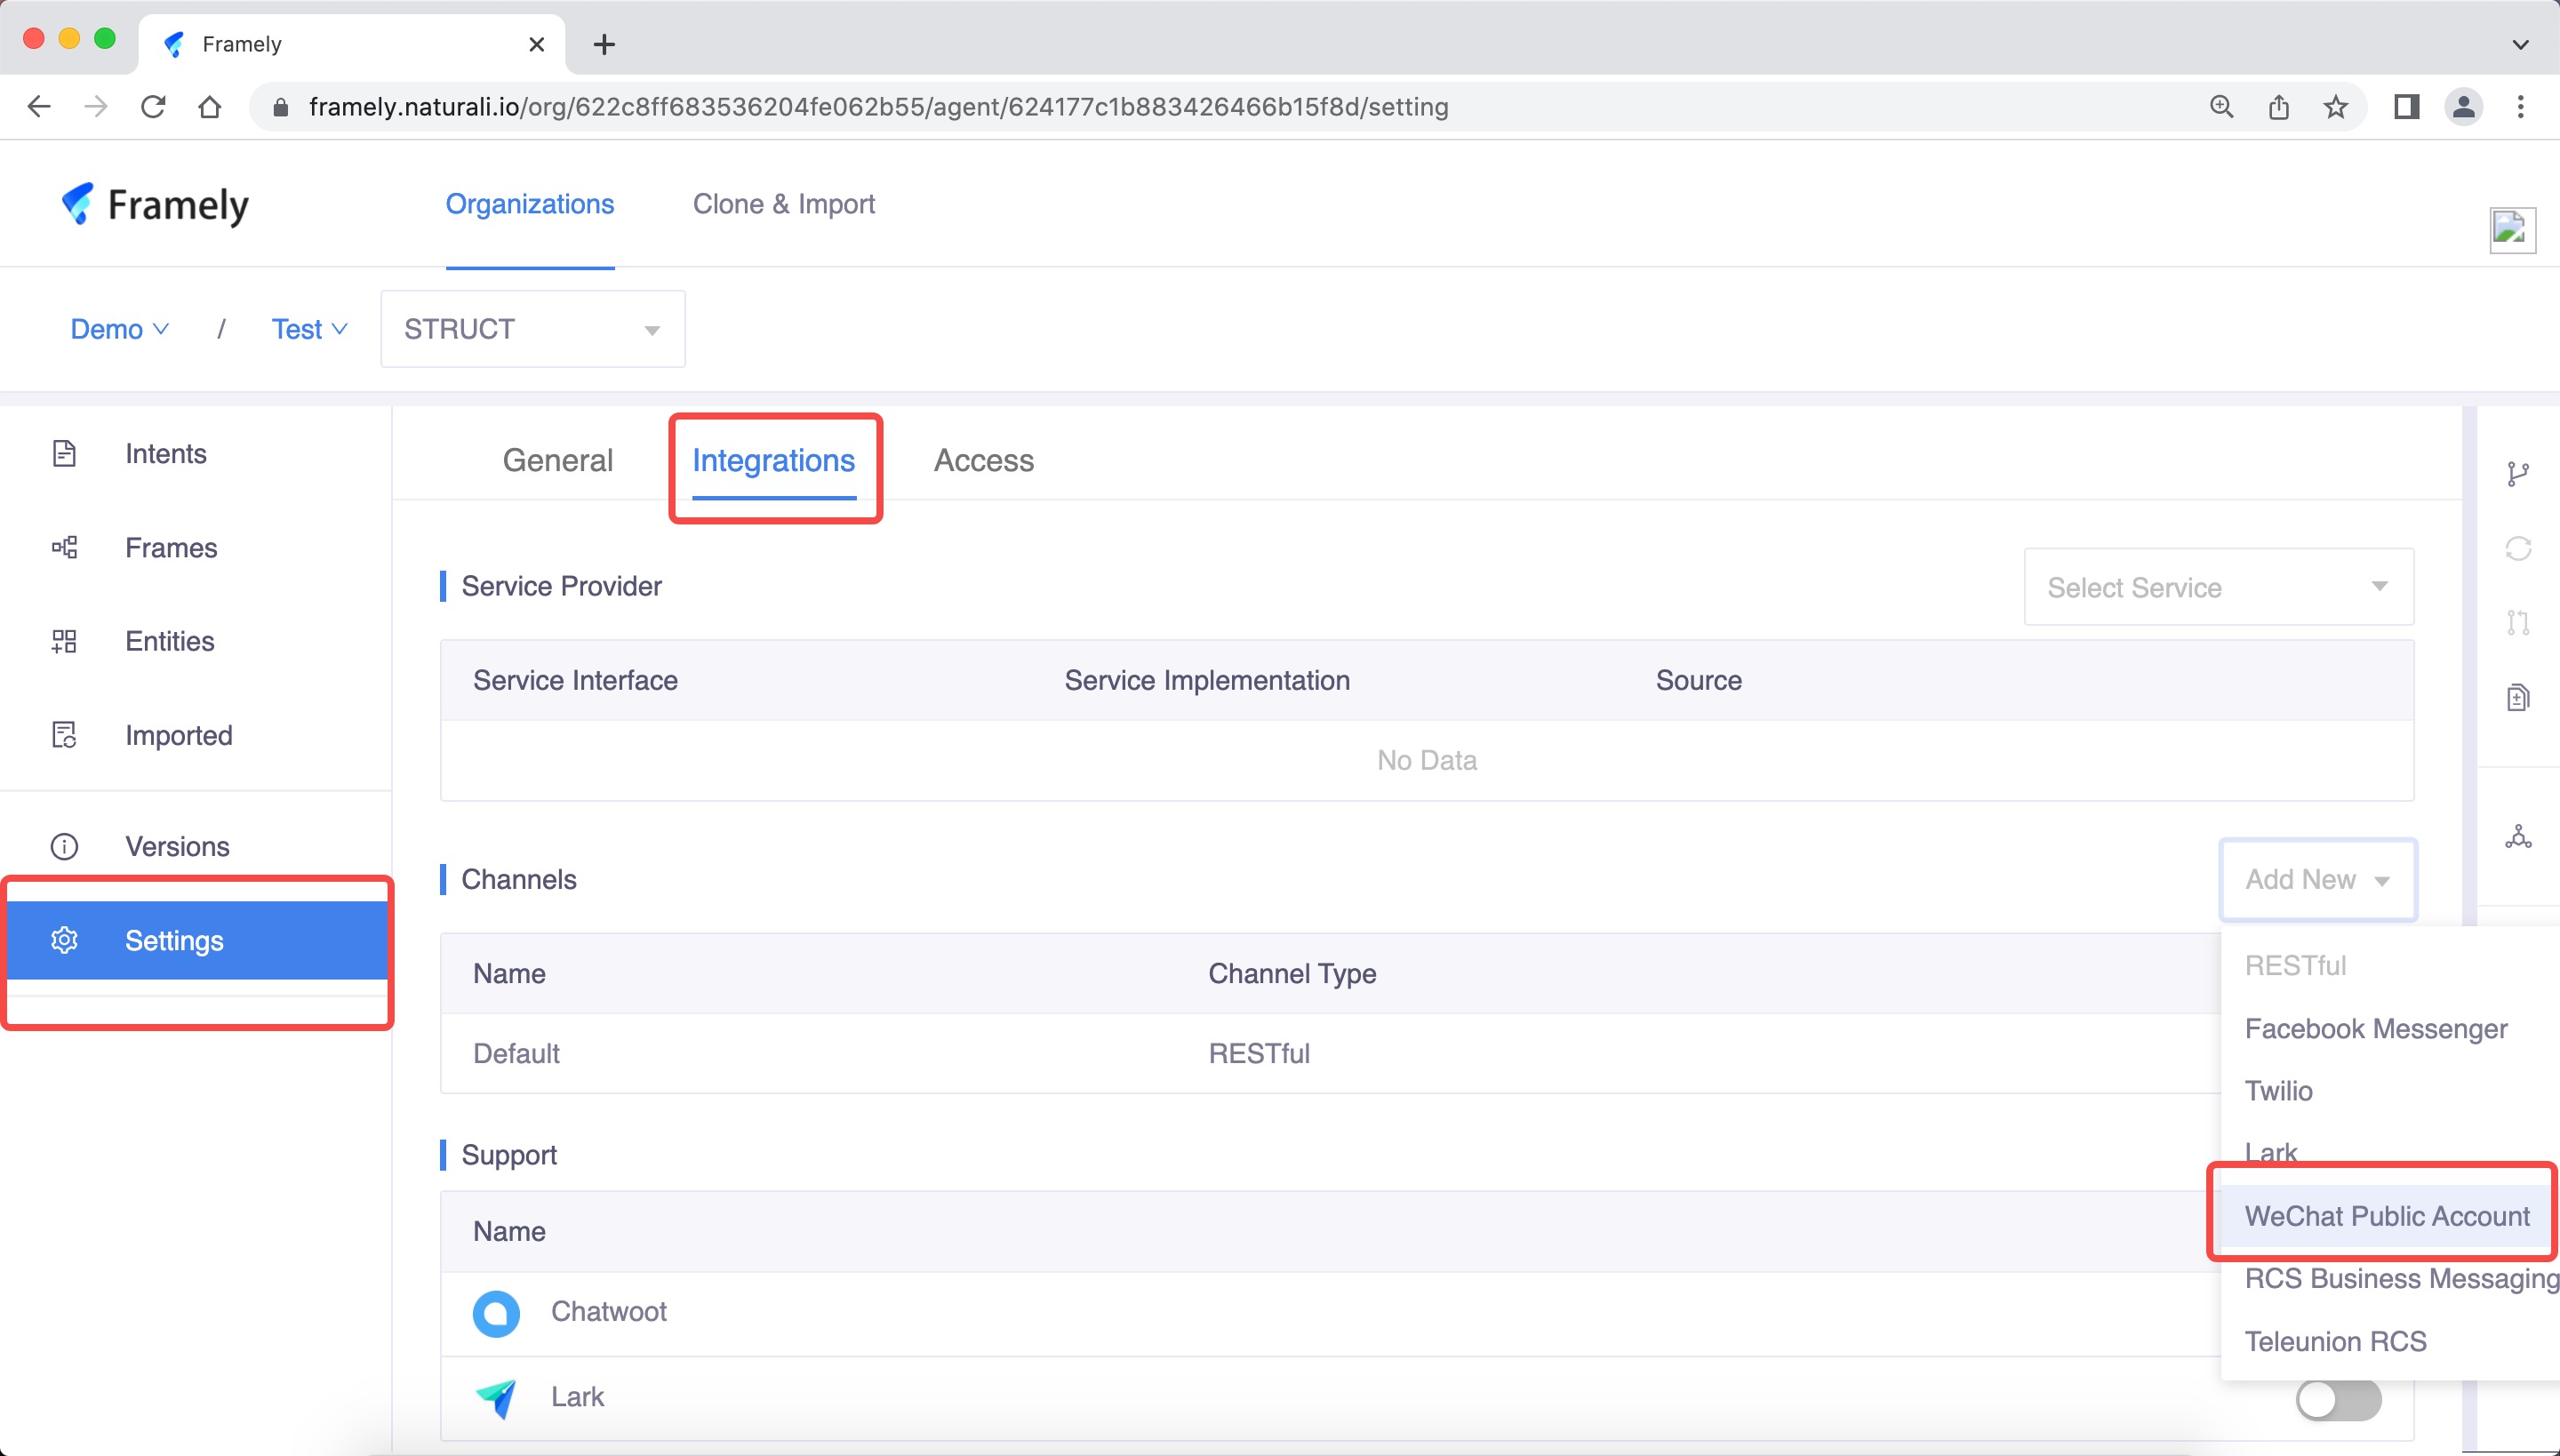 Framely
framely.naturali.io/org/622c8ff683536204fe062b55/agent/624177c1b883426466b15f8d/setting
Framely
Organizations
Clone & Import
Demo
/
Test
STRUCT
Intents
Frames
Entities
Imported
Versions
Settings
General
Integrations
Access
Service Provider
Select Service
Service Interface
Service Implementation
Source
No Data
Channels
Add New
Name
Channel Type
Default
RESTful
RESTful
Facebook Messenger
Twilio
Lark
WeChat Public Account
RCS Business Messaging
Teleunion RCS
Support
Name
Chatwoot
Lark